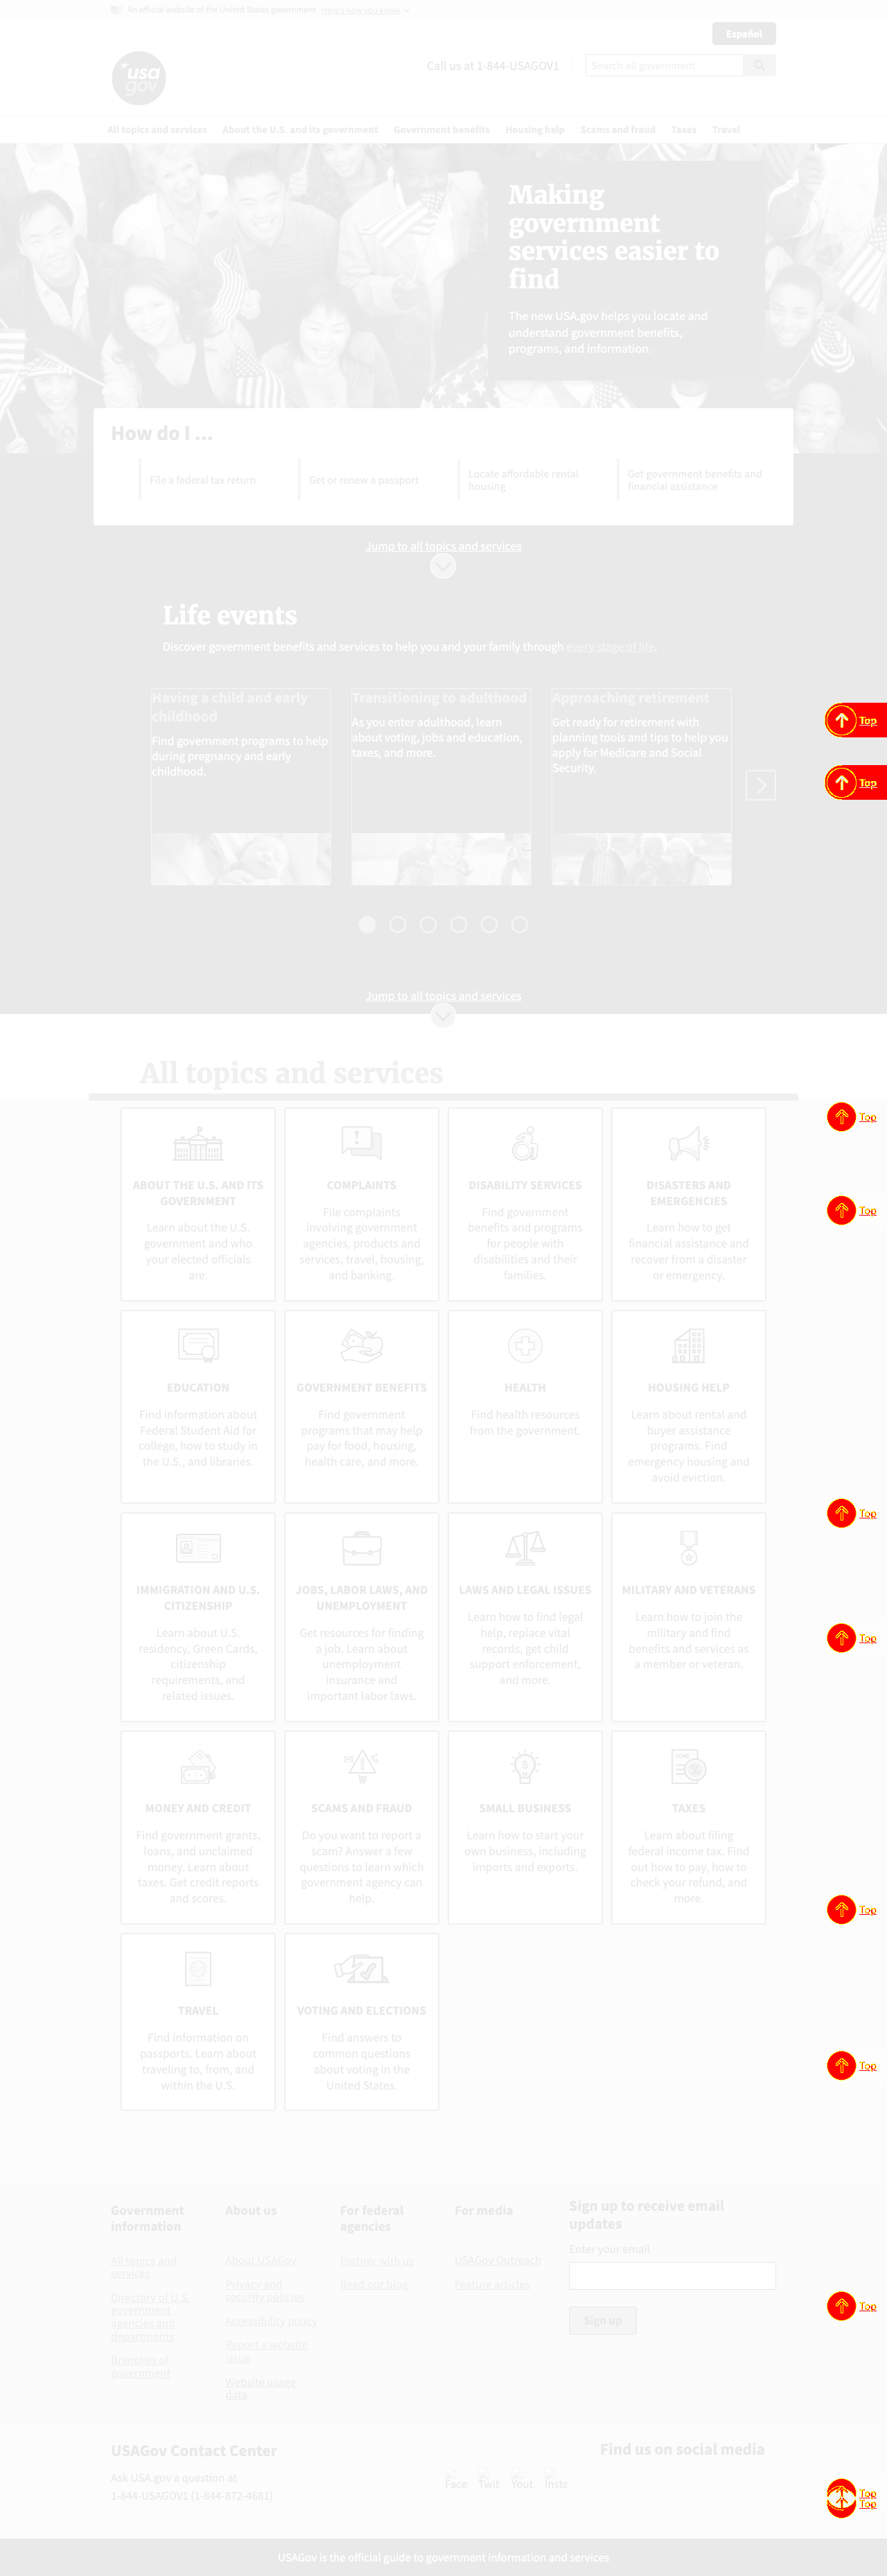 An official website of the United States government Here's how you know
Español
usa
gov
Call us at 1-844-USAGOV1
Search all government
All topics and services About the U.S. and its government Government benefits Housing help Scams and fraud Taxes Travel
Making
government
services easier to
find
The new USA.gov helps you locate and
understand government benefits,
programs, and information.
How do I ...
File a federal tax return
Get or renew a passport
Locate affordable rental
housing
Get government benefits and
financial assistance
Jump to all topics and services
Life events
Discover government benefits and services to help you and your family through every stage of life.
Having a child and early
childhood
Find government programs to help
during pregnancy and early
childhood.
Transitioning to adulthood
As you enter adulthood, learn
about voting, jobs and education,
taxes, and more.
Approaching retirement
Get ready for retirement with
planning tools and tips to help you
apply for Medicare and Social
Security.
Top
Top
Jump to all topics and services
All topics and services
Top
ABOUT THE U.S. AND ITS
GOVERNMENT
Learn about the U.S.
government and who
your elected officials
are.
COMPLAINTS
File complaints
involving government
agencies, products and
services, travel, housing,
and banking.
DISABILITY SERVICES
Find government
benefits and programs
for people with
disabilities and their
families.
DISASTERS AND
EMERGENCIES
Learn how to get
financial assistance and
recover from a disaster
or emergency.
Top
EDUCATION
Find information about
Federal Student Aid for
college, how to study in
the U.S., and libraries.
GOVERNMENT BENEFITS
Find government
programs that may help
pay for food, housing,
health care, and more.
HEALTH
Find health resources
from the government.
HOUSING HELP
Learn about rental and
buyer assistance
programs. Find
emergency housing and
avoid eviction.
Top
IMMIGRATION AND U.S.
CITIZENSHIP
Learn about U.S.
residency, Green Cards,
citizenship
requirements, and
related issues.
JOBS, LABOR LAWS, AND
UNEMPLOYMENT
Get resources for finding
a job. Learn about
unemployment
insurance and
important labor laws.
LAWS AND LEGAL ISSUES
Learn how to find legal
help, replace vital
records, get child
support enforcement,
and more.
MILITARY AND VETERANS
Learn how to join the
military and find
benefits and services as
a member or veteran.
Top
MONEY AND CREDIT
Find government grants,
loans, and unclaimed
money. Learn about
taxes. Get credit reports
and scores.
SCAMS AND FRAUD
Do you want to report a
scam? Answer a few
questions to learn which
government agency can
help.
SMALL BUSINESS
Learn how to start your
own business, including
imports and exports.
1040
TAXES
Learn about filing
federal income tax. Find
out how to pay, how to
check your refund, and
more.
Top
TRAVEL
Find information on
passports. Learn about
traveling to, from, and
within the U.S.
VOTING AND ELECTIONS
Find answers to
common questions
about voting in the
United States.
Top
Government
information
All topics and
services
Directory of U.S.
government
agencies and
departments
Branches of
government
About us
About USAGov
Privacy and
security policies
Accessibility policy
Report a website
issue
Website usage
data
For federal
agencies
Partner with us
Read our blog
For media
USAGov Outreach
Feature articles
Sign up to receive email
updates
Enter your email
Sign up
Top
USAGov Contact Center
Ask USA.gov a question at
1-844-USAGOV1 (1-844-872-4681)
Find us on social media
Face Twit Yout Insta
Top
Top
USAGov is the official guide to government information and services